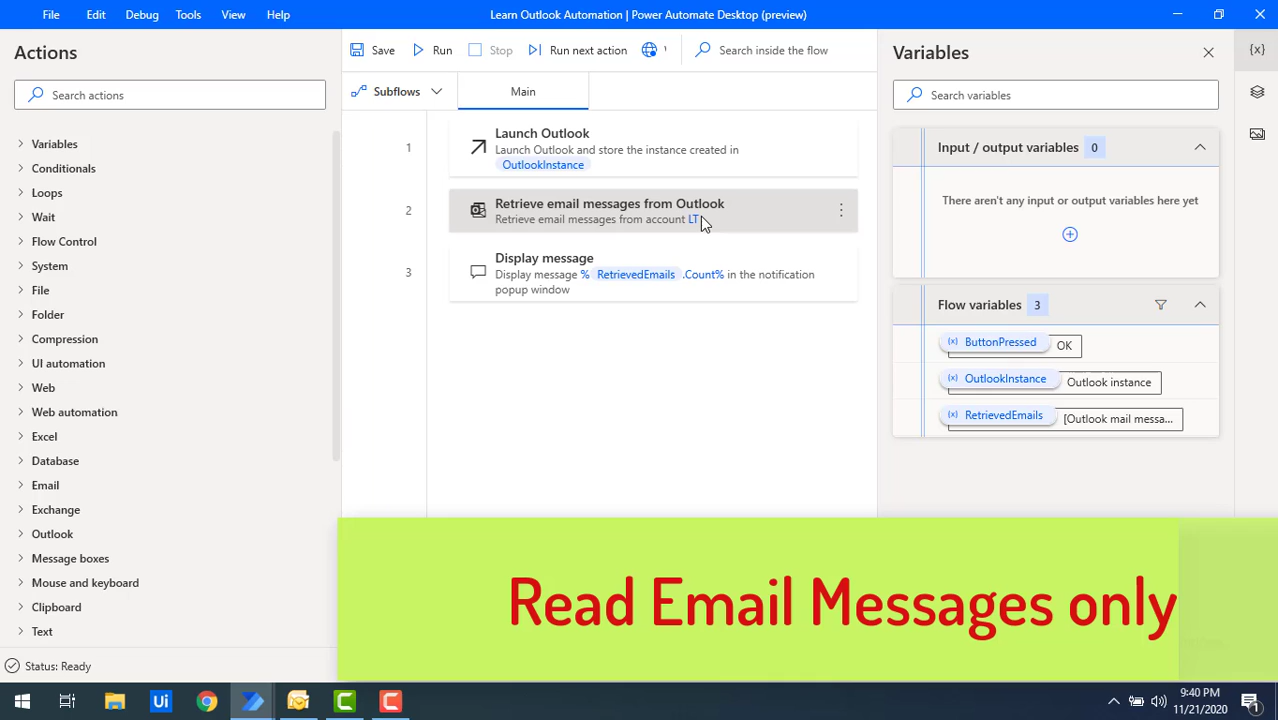 File Edit Debug Tools View Help
Learn Outlook Automation | Power Automate Desktop (preview)
Actions
Search actions
Variables
Conditionals
Loops
Wait
Flow Control
System
File
Folder
Compression
UI automation
Web
Web automation
Excel
Database
Email
Exchange
Outlook
Message boxes
Mouse and keyboard
Clipboard
Text
Status: Ready
Save Run Stop Run next action Search inside the flow
Subflows Main
1 Launch Outlook
Launch Outlook and store the instance created in
OutlookInstance
2 Retrieve email messages from Outlook
Retrieve email messages from account LT
3 Display message
Display message % RetrievedEmails .Count% in the notification
popup window
Variables {x}
Search variables
Input / output variables 0
There aren't any input or output variables here yet
Flow variables 3
(x) ButtonPressed OK
(x) OutlookInstance Outlook instance
(x) RetrievedEmails [Outlook mail messa...
Read Email Messages only
Ui
9:40 PM
11/21/2020
1